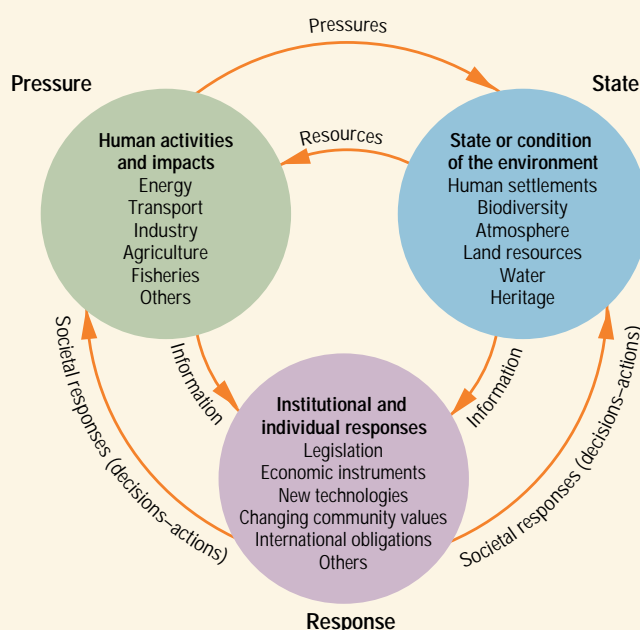 Pressures
Pressure
State
Resources
Human activities
and impacts
Energy
Transport
Industry
Agriculture
Fisheries
Others
State or condition
of the environment
Human settlements
Biodiversity
Atmosphere
Land resources
Water
Heritage
Societal responses (decisions–actions)
Information
Information
Societal responses (decisions–actions)
Institutional and
individual responses
Legislation
Economic instruments
New technologies
Changing community values
International obligations
Others
Response